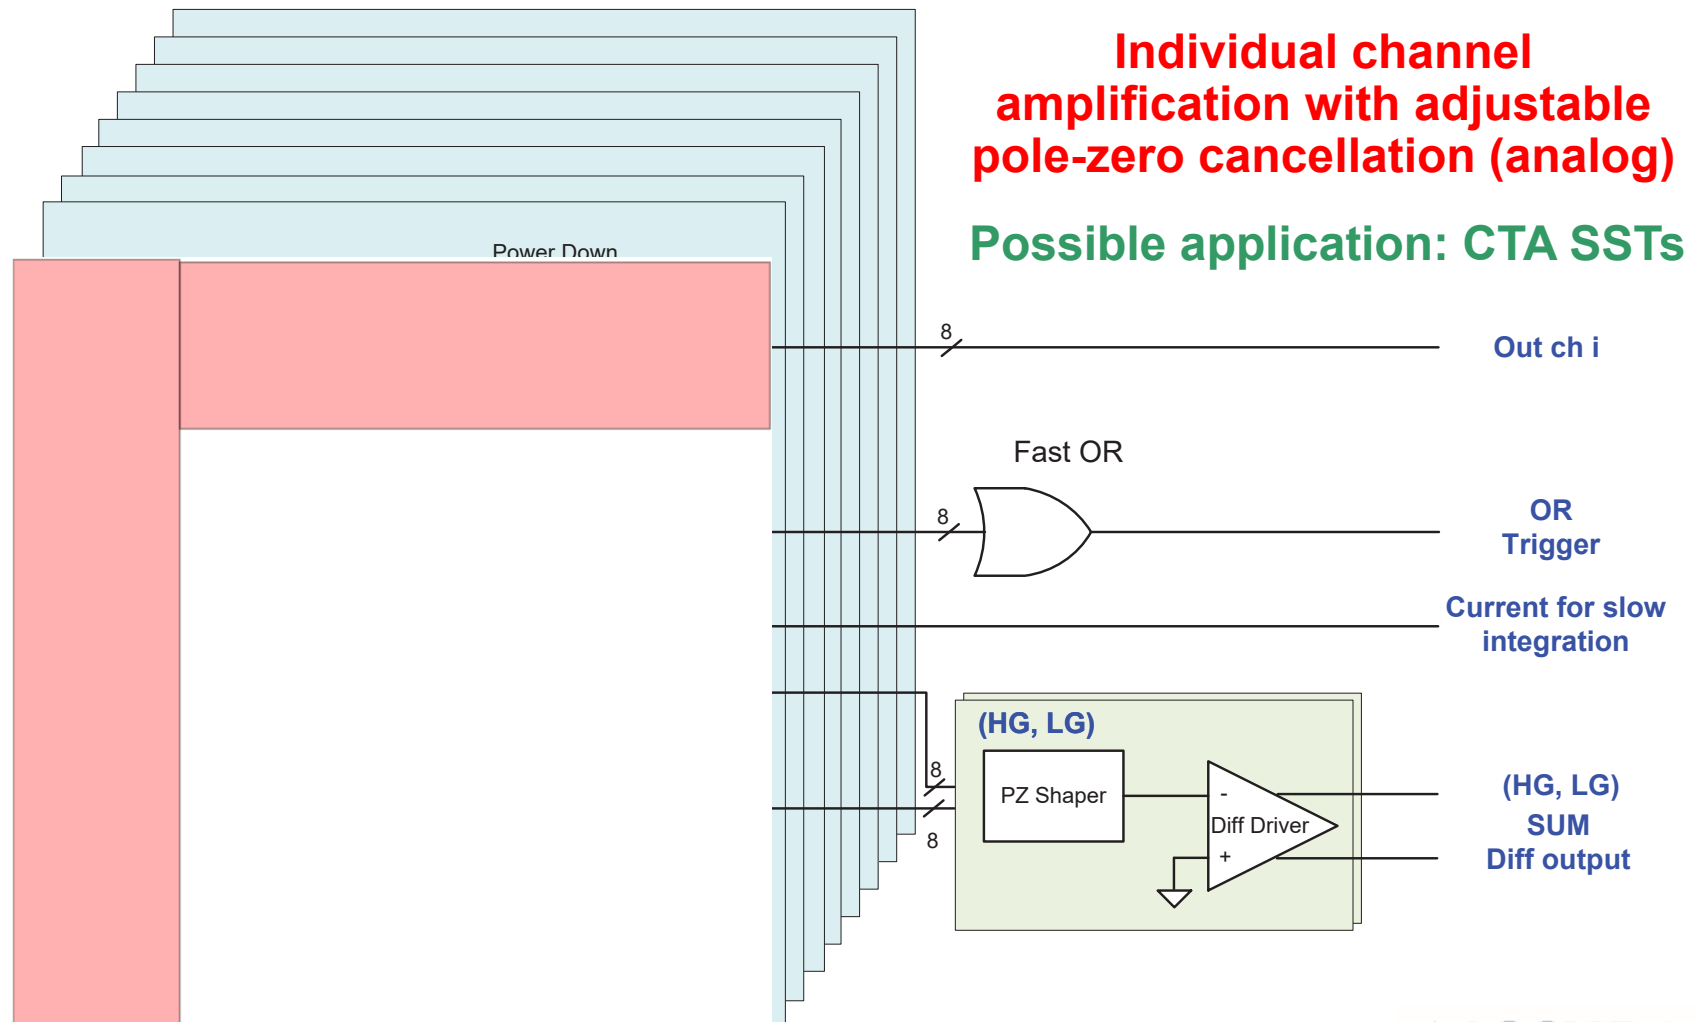 Individual channel
amplification with adjustable
pole-zero cancellation (analog)
Possible application: CTA SSTs
Power Down
8
Out ch i
Fast OR
8
OR
Trigger
Current for slow
integration
(HG, LG)
8
PZ Shaper
-
Diff Driver
+
8
(HG, LG)
SUM
Diff output